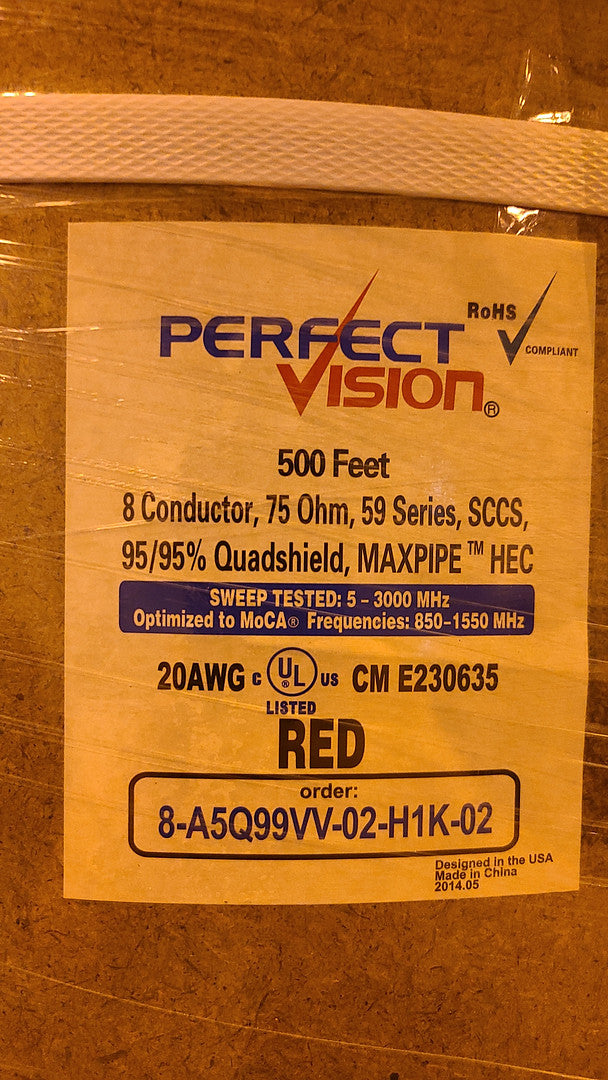 PERFECT
VISION®
RoHS
COMPLIANT
500 Feet
8 Conductor, 75 Ohm, 59 Series, SCCS,
95/95% Quadshield, MAXPIPE™ HEC
SWEEP TESTED: 5 – 3000 MHz
Optimized to MoCA® Frequencies: 850–1550 MHz
20AWG C UL® US CM E230635
LISTED
RED
order:
8-A5Q99VV-02-H1K-02
Designed in the USA
Made in China
2014.05